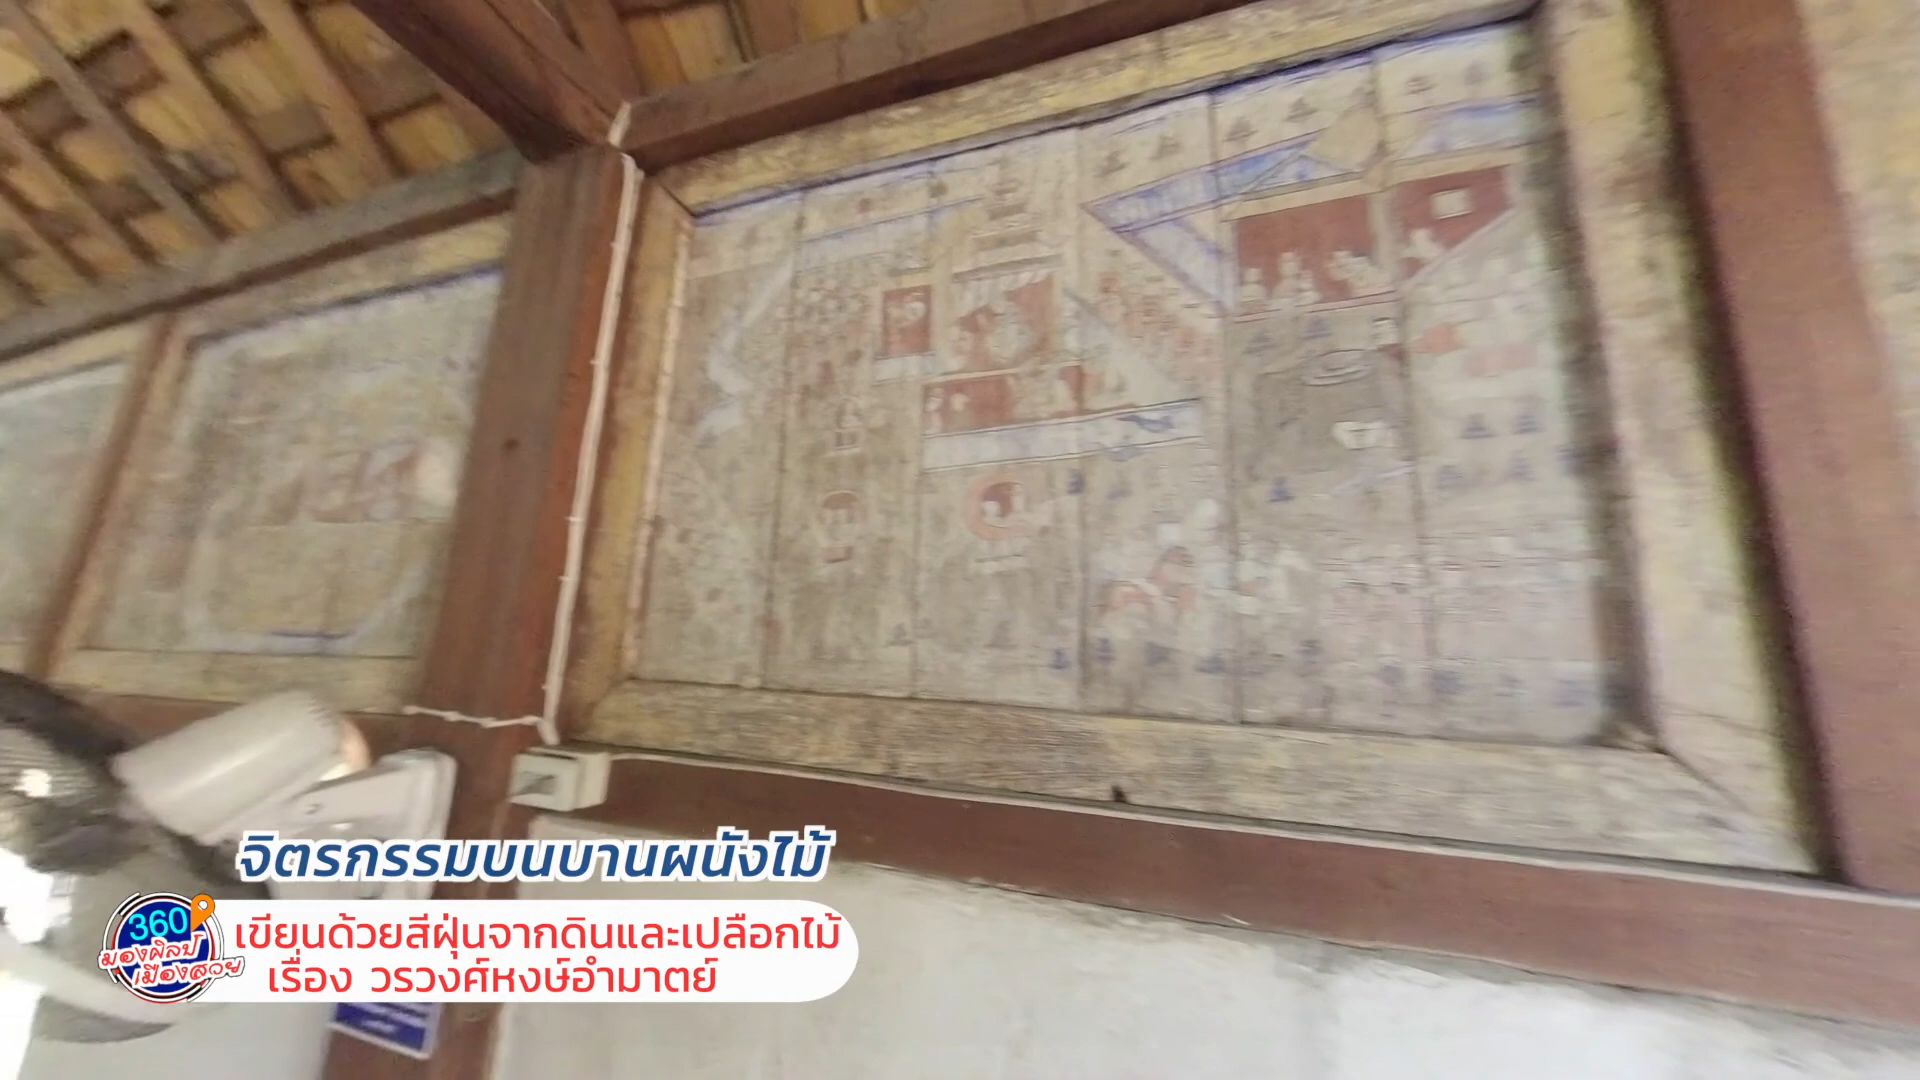 จิตรกรรมบนบานผนังไม้
360
มองศิลป์
เมืองสวย
เขียนด้วยสีฝุ่นจากดินและเปลือกไม้
เรื่อง วรวงศ์หงษ์อำมาตย์